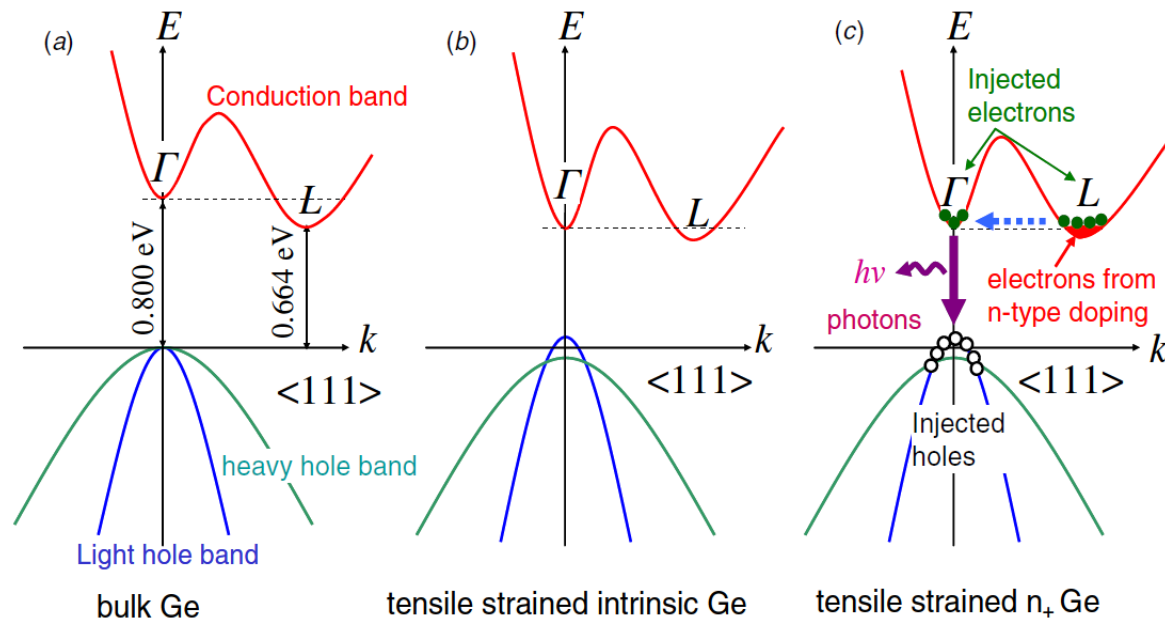 (a)
E
Conduction band
Γ
L
0.800 eV
0.664 eV
k
<111>
heavy hole band
Light hole band
bulk Ge
(b)
E
Γ
L
k
<111>
tensile strained intrinsic Ge
(c)
E
Injected
electrons
Γ
L
hν
electrons from
n-type doping
photons
k
<111>
Injected
holes
tensile strained n+ Ge